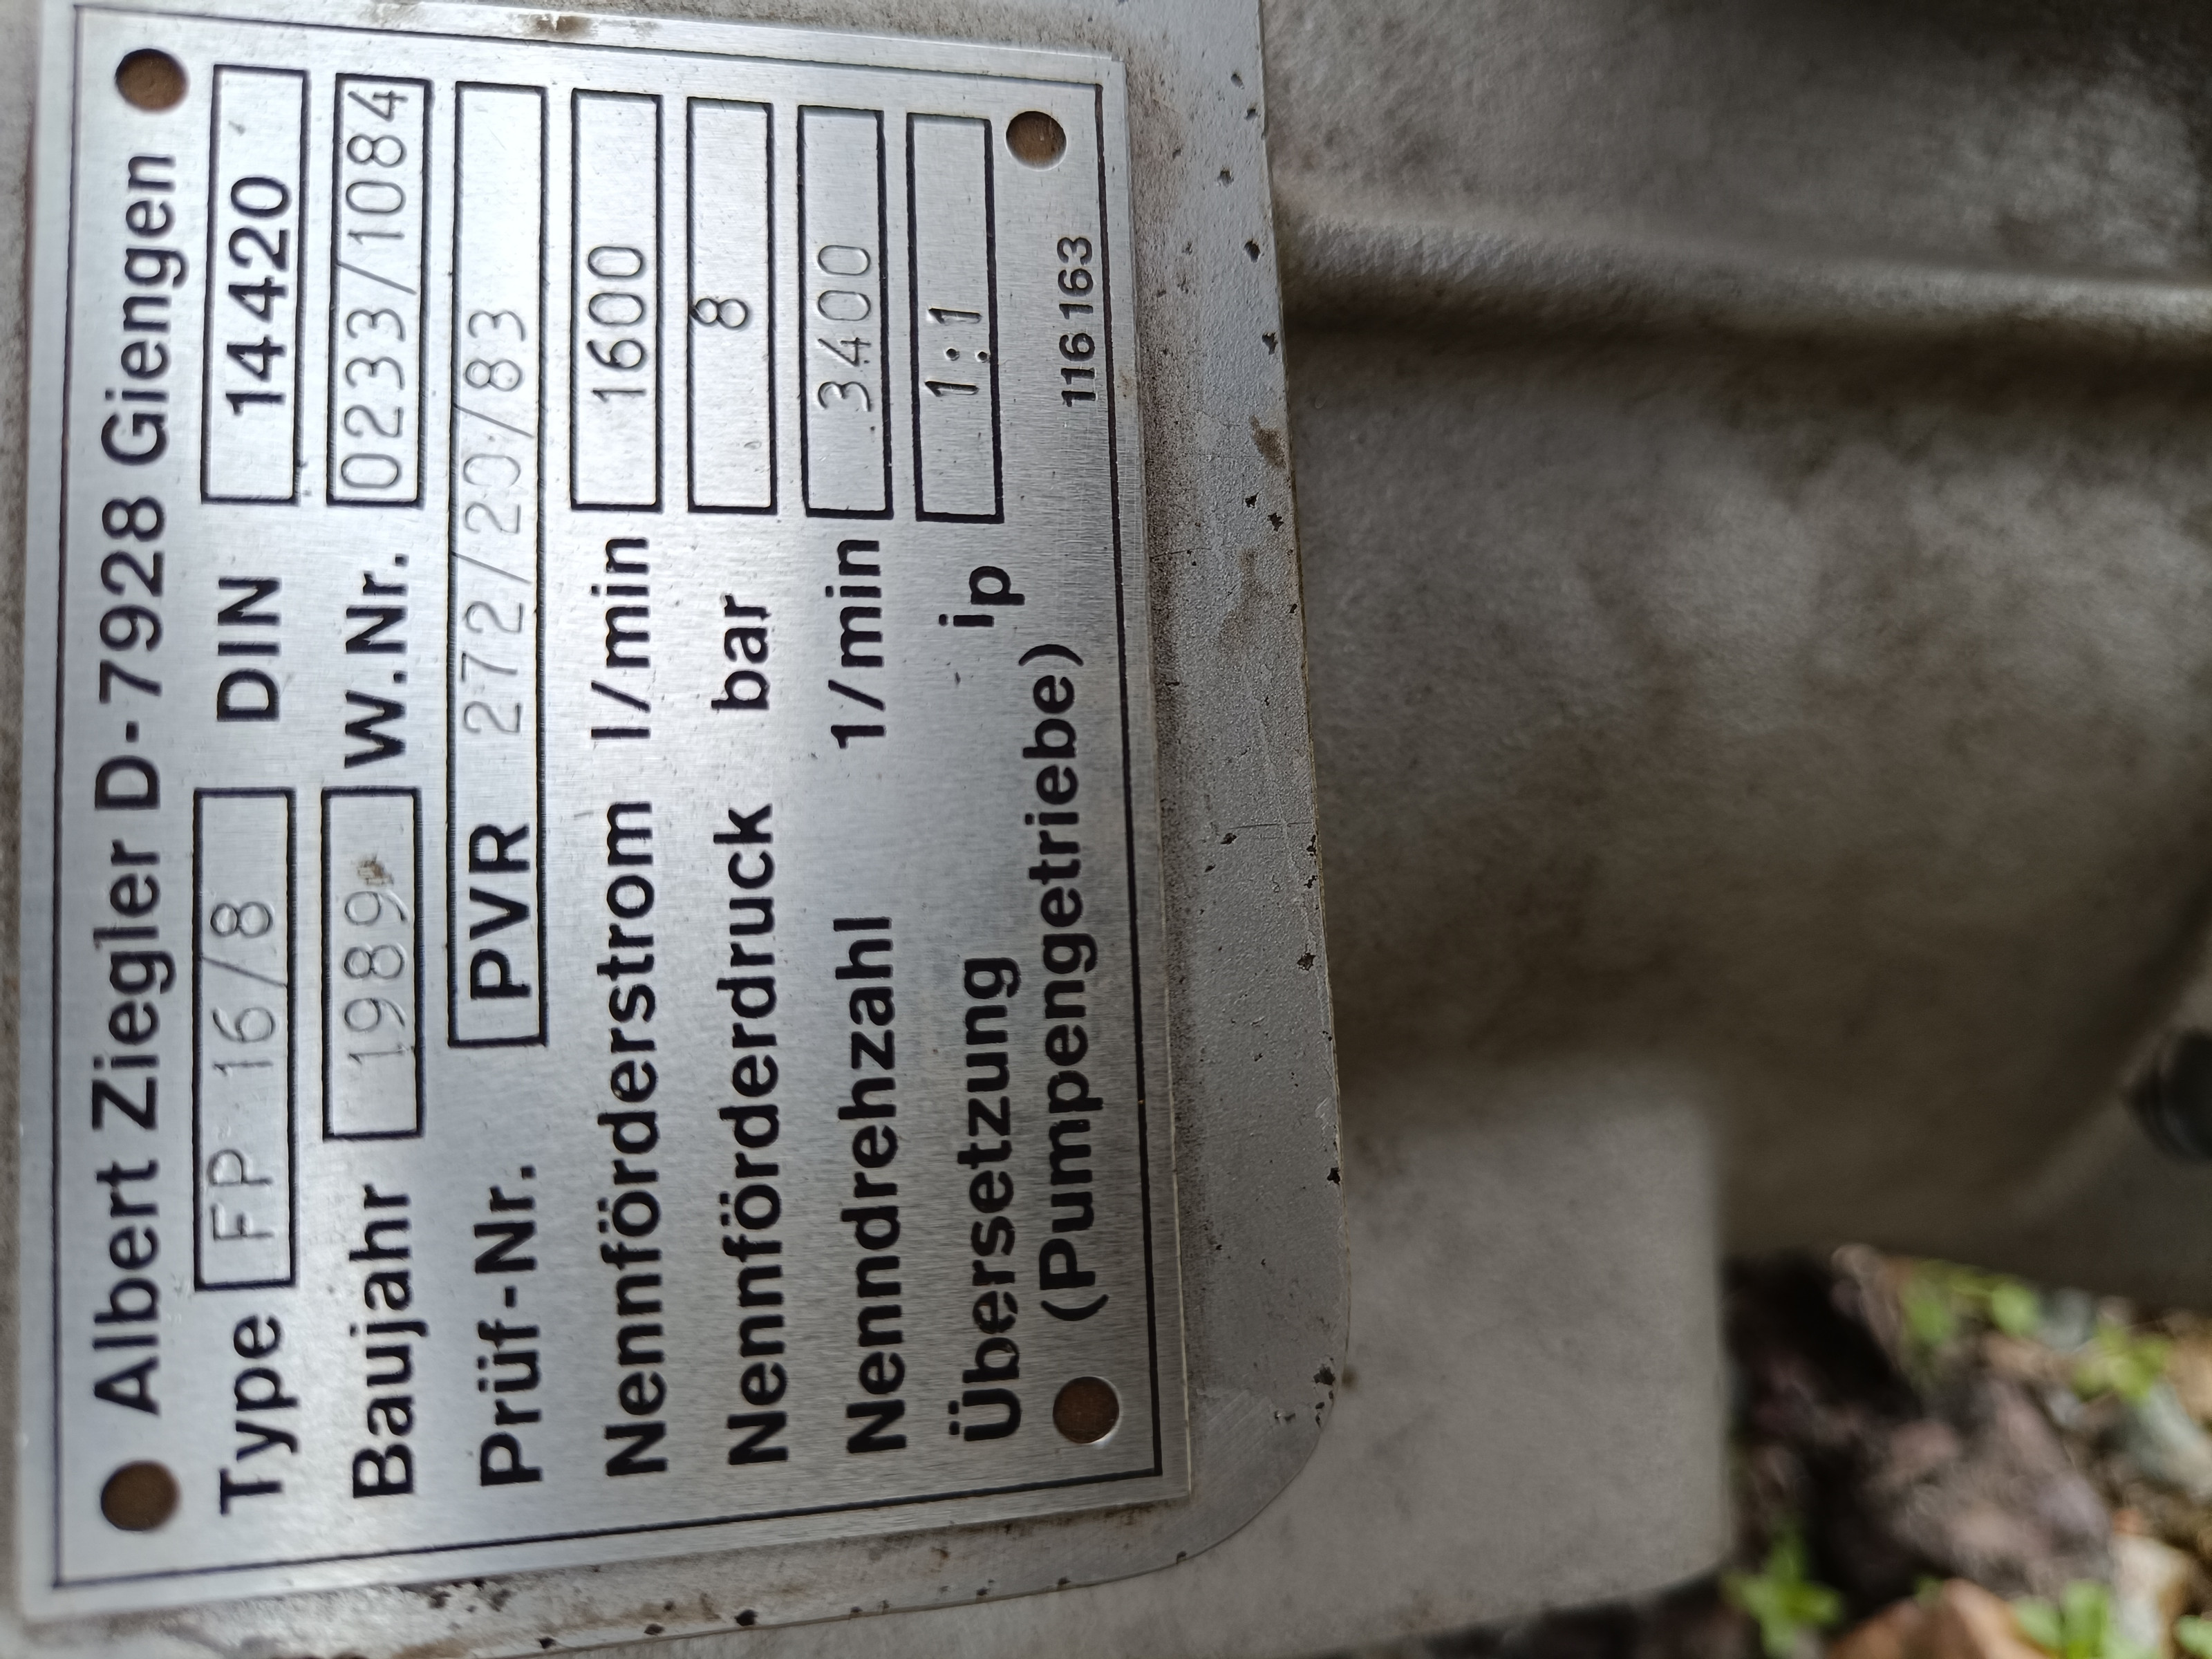 Albert Ziegler D-7928 Giengen
Type FP 16/8 DIN 14420
Baujahr 1989 W.Nr. 0233/1084
Prüf-Nr. PVR 272/20/83
Nennförderstrom l/min 1600
Nennförderdruck bar 8
Nenndrehzahl 1/min 3400
Übersetzung ip 1:1
(Pumpengetriebe)
116163